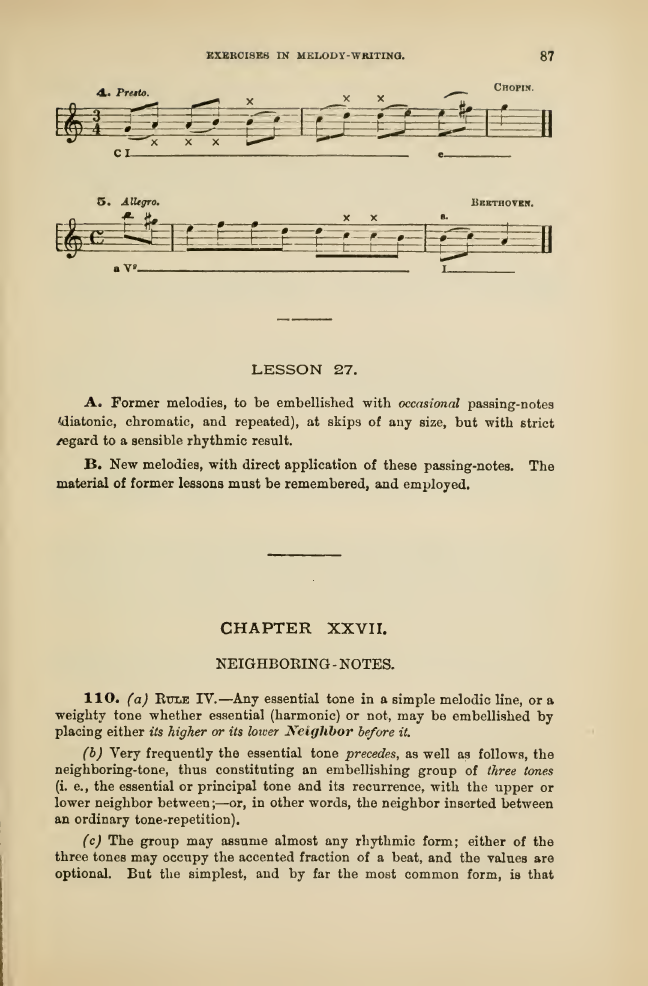 EXERCISES IN MELODY-WRITING. 87
4. Presto. CHOPIN.
3
4
x x x
x x x
C I e
5. Allegro. BEETHOVEN.
x x a.
a V⁹ I
LESSON 27.
A. Former melodies, to be embellished with occasional passing-notes
(diatonic, chromatic, and repeated), at skips of any size, but with strict
regard to a sensible rhythmic result.
B. New melodies, with direct application of these passing-notes. The
material of former lessons must be remembered, and employed.
CHAPTER XXVII.
NEIGHBORING-NOTES.
110. (a) RULE IV.—Any essential tone in a simple melodic line, or a
weighty tone whether essential (harmonic) or not, may be embellished by
placing either its higher or its lower Neighbor before it.
(b) Very frequently the essential tone precedes, as well as follows, the
neighboring-tone, thus constituting an embellishing group of three tones
(i. e., the essential or principal tone and its recurrence, with the upper or
lower neighbor between;—or, in other words, the neighbor inserted between
an ordinary tone-repetition).
(c) The group may assume almost any rhythmic form; either of the
three tones may occupy the accented fraction of a beat, and the values are
optional. But the simplest, and by far the most common form, is that